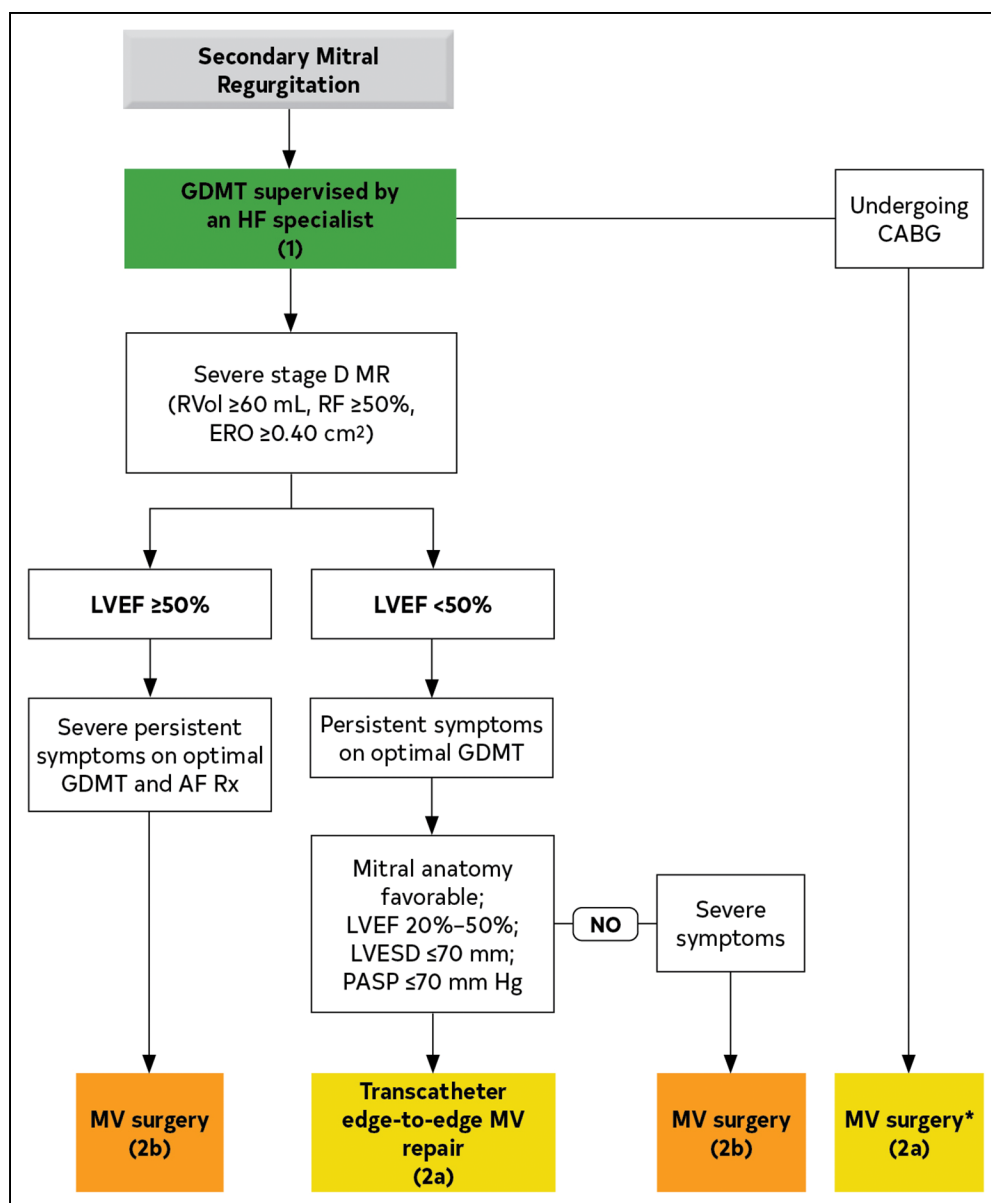 Secondary Mitral
Regurgitation
GDMT supervised by
an HF specialist
(1)
Undergoing
CABG
Severe stage D MR
(RVol ≥60 mL, RF ≥50%,
ERO ≥0.40 cm²)
LVEF ≥50%
LVEF <50%
Severe persistent
symptoms on optimal
GDMT and AF Rx
Persistent symptoms
on optimal GDMT
Mitral anatomy
favorable;
LVEF 20%–50%;
LVESD ≤70 mm;
PASP ≤70 mm Hg
NO
Severe
symptoms
MV surgery
(2b)
Transcatheter
edge-to-edge MV
repair
(2a)
MV surgery
(2b)
MV surgery*
(2a)